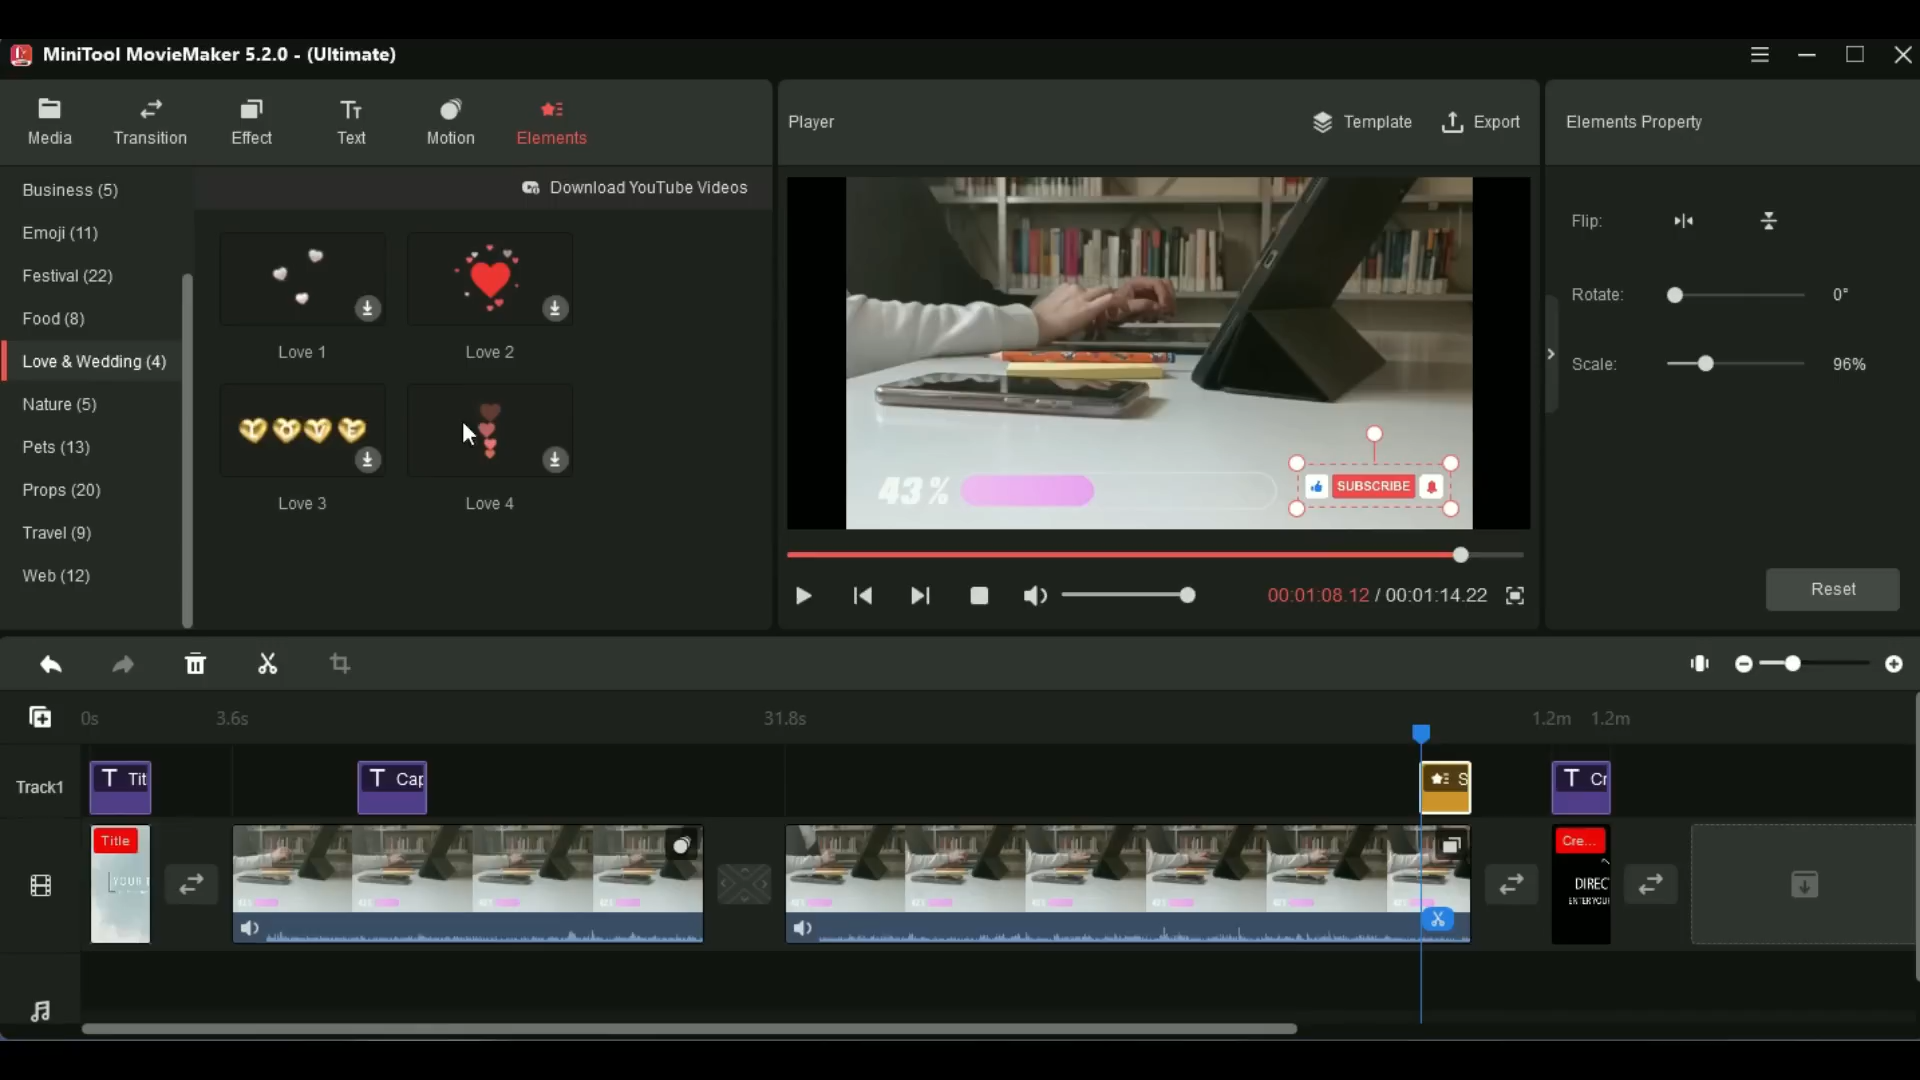 MiniTool MovieMaker 5.2.0 - (Ultimate)
Media
Transition
Effect
Text
Motion
Elements
Player
Template
Export
Elements Property
Business (5)
Emoji (11)
Festival (22)
Food (8)
Love & Wedding (4)
Nature (5)
Pets (13)
Props (20)
Travel (9)
Web (12)
Download YouTube Videos
Love 1
Love 2
LOVE
Love 3
Love 4
43%
SUBSCRIBE
00:01:08.12 / 00:01:14.22
Flip:
Rotate:
0°
Scale:
96%
Reset
0s
3.6s
31.8s
1.2m
1.2m
Track1
Tit
Cap
S
Cr
Title
YOUR
Cre...
DIREC
ENTER YOU